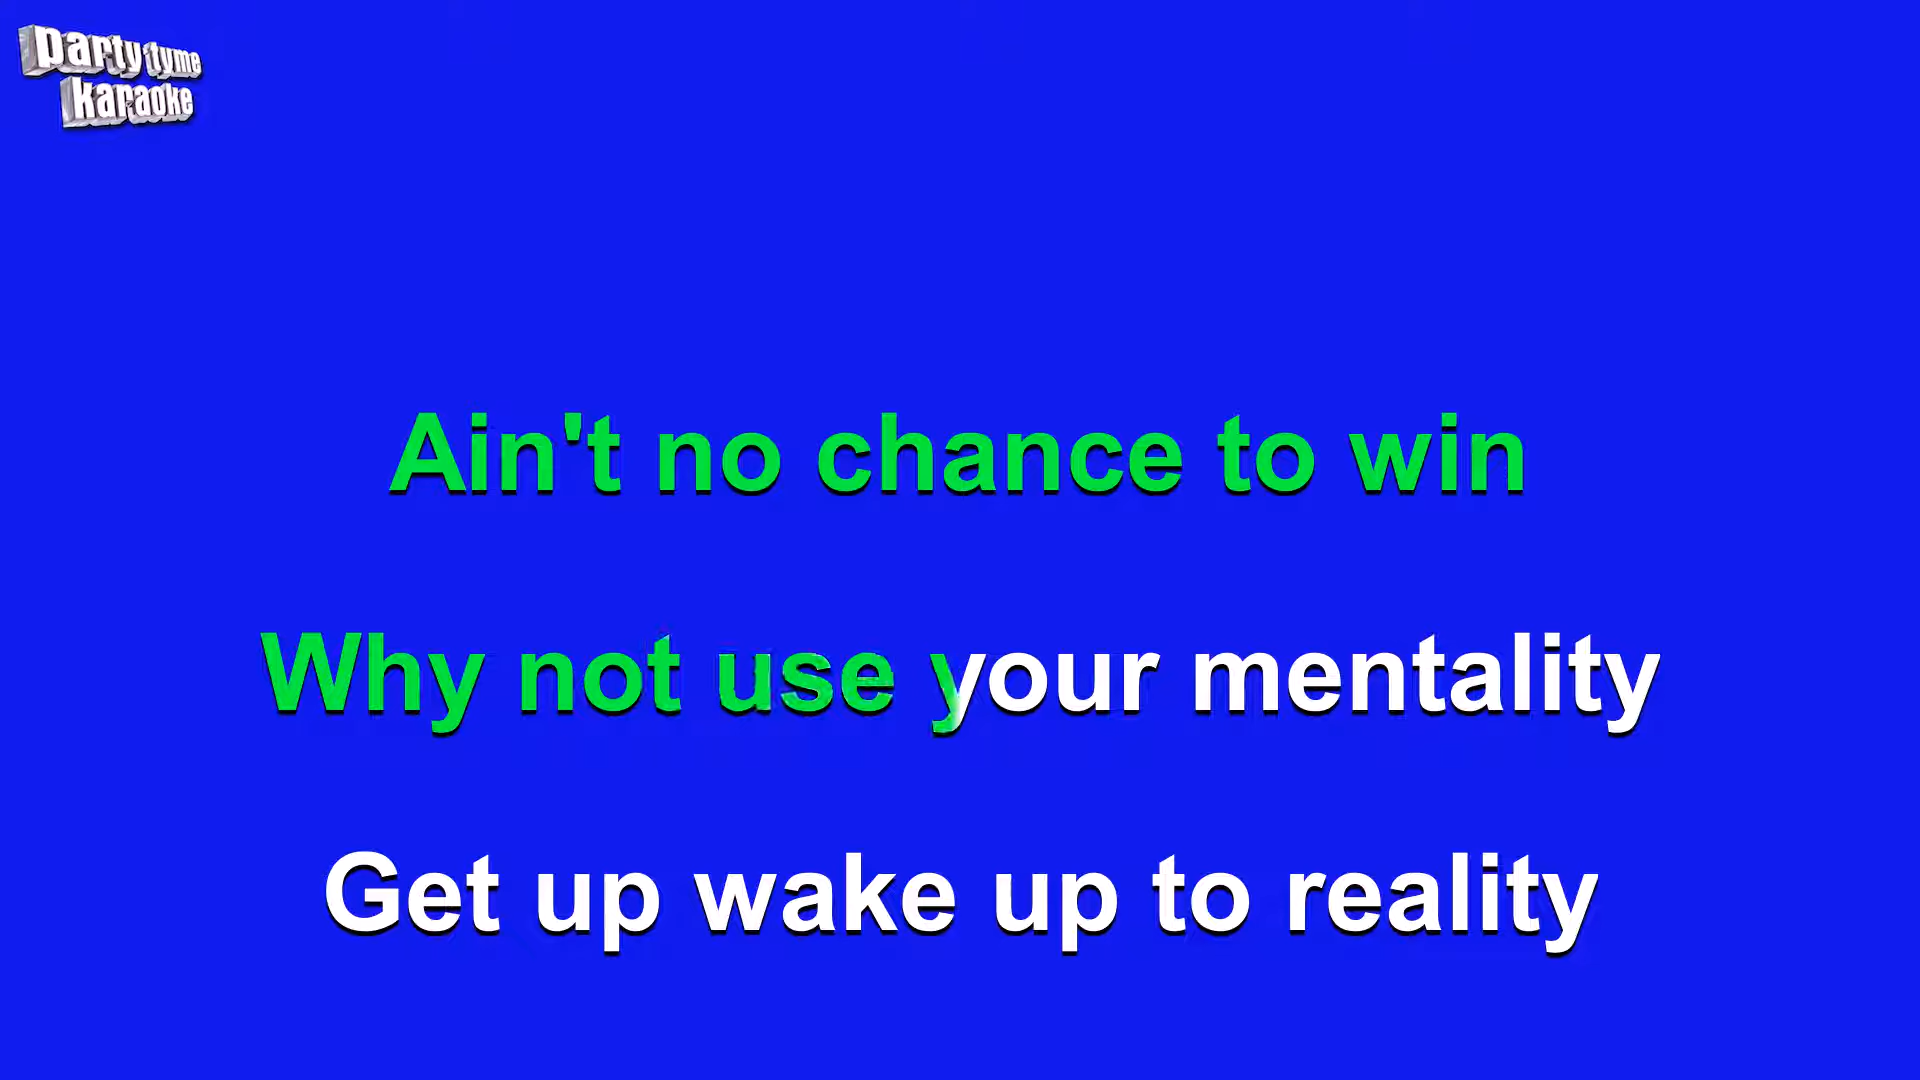 party tyme
karaoke
Ain't no chance to win
Why not use your mentality
Get up wake up to reality